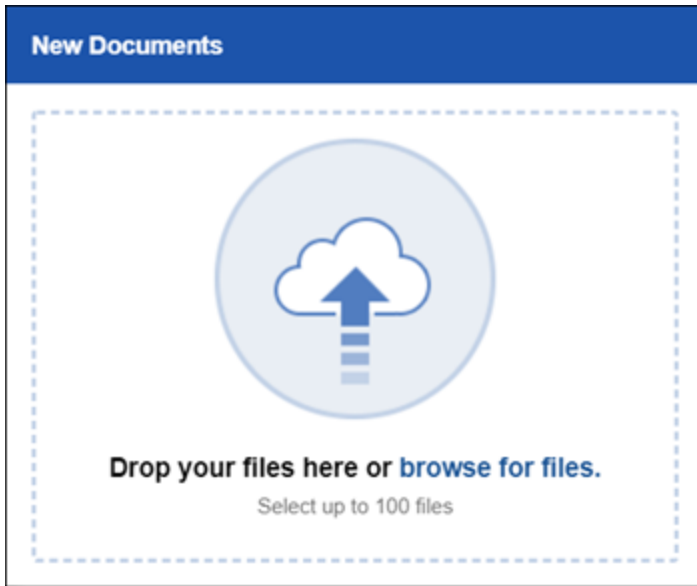 New Documents
Drop your files here or browse for files.
Select up to 100 files